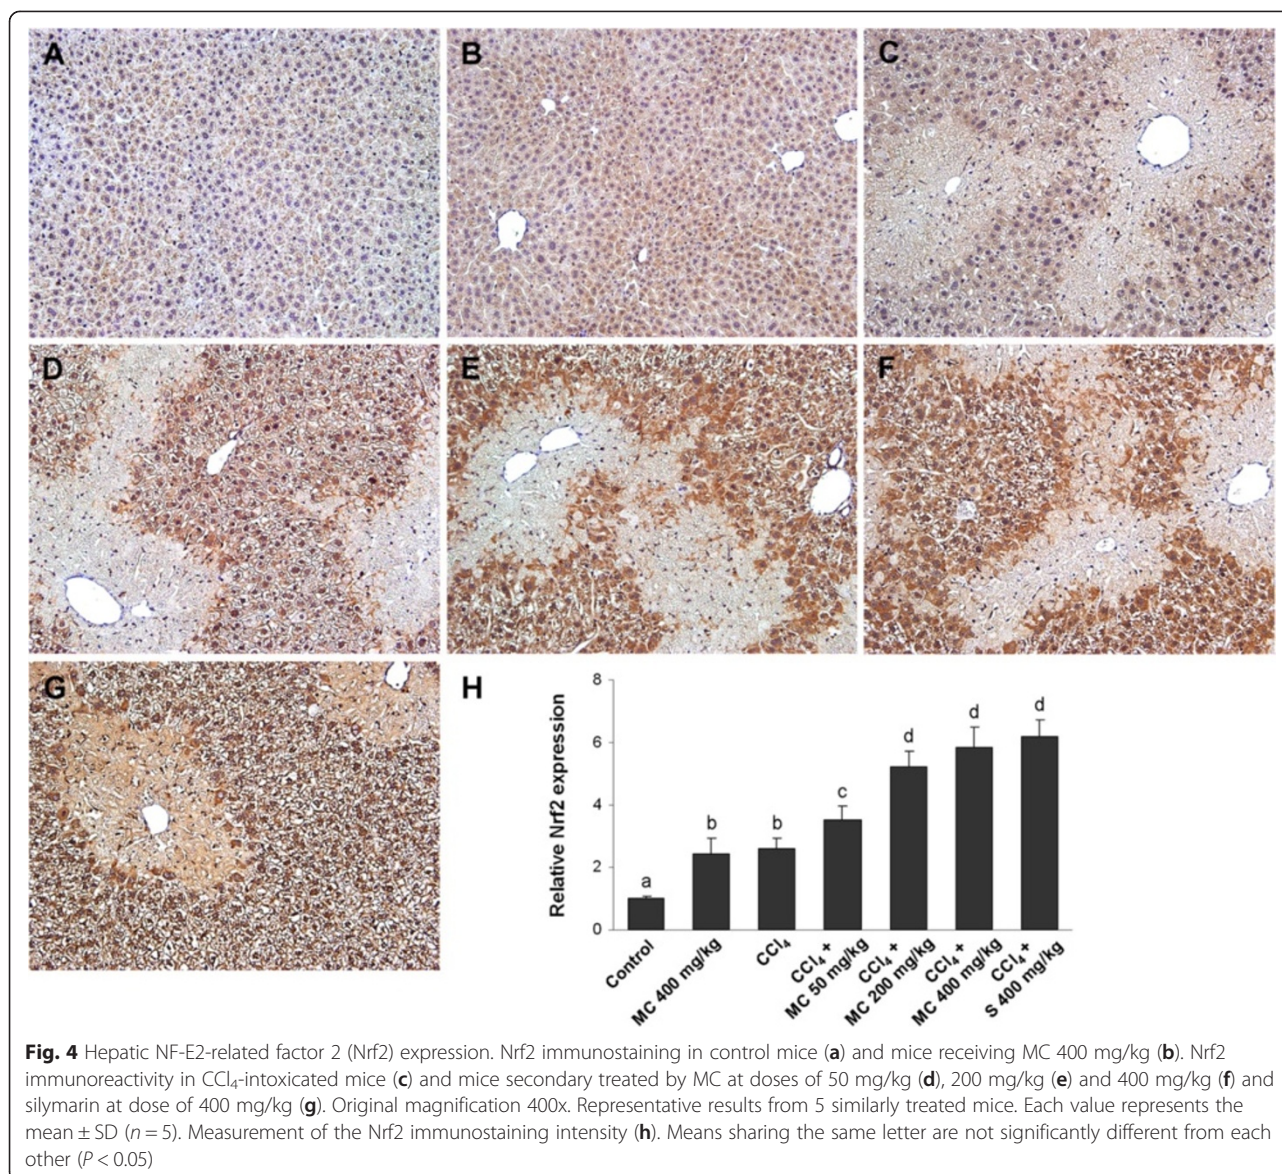 A
B
C
D
E
F
G
H
Relative Nrf2 expression
8
6
4
2
0
a
b
b
c
d
d
d
Control
MC 400 mg/kg
CCl₄
CCl₄ +
MC 50 mg/kg
CCl₄ +
MC 200 mg/kg
CCl₄ +
MC 400 mg/kg
CCl₄ +
S 400 mg/kg
Fig. 4 Hepatic NF-E2-related factor 2 (Nrf2) expression. Nrf2 immunostaining in control mice (a) and mice receiving MC 400 mg/kg (b). Nrf2
immunoreactivity in CCl₄-intoxicated mice (c) and mice secondary treated by MC at doses of 50 mg/kg (d), 200 mg/kg (e) and 400 mg/kg (f) and
silymarin at dose of 400 mg/kg (g). Original magnification 400x. Representative results from 5 similarly treated mice. Each value represents the
mean ± SD (n = 5). Measurement of the Nrf2 immunostaining intensity (h). Means sharing the same letter are not significantly different from each
other (P < 0.05)